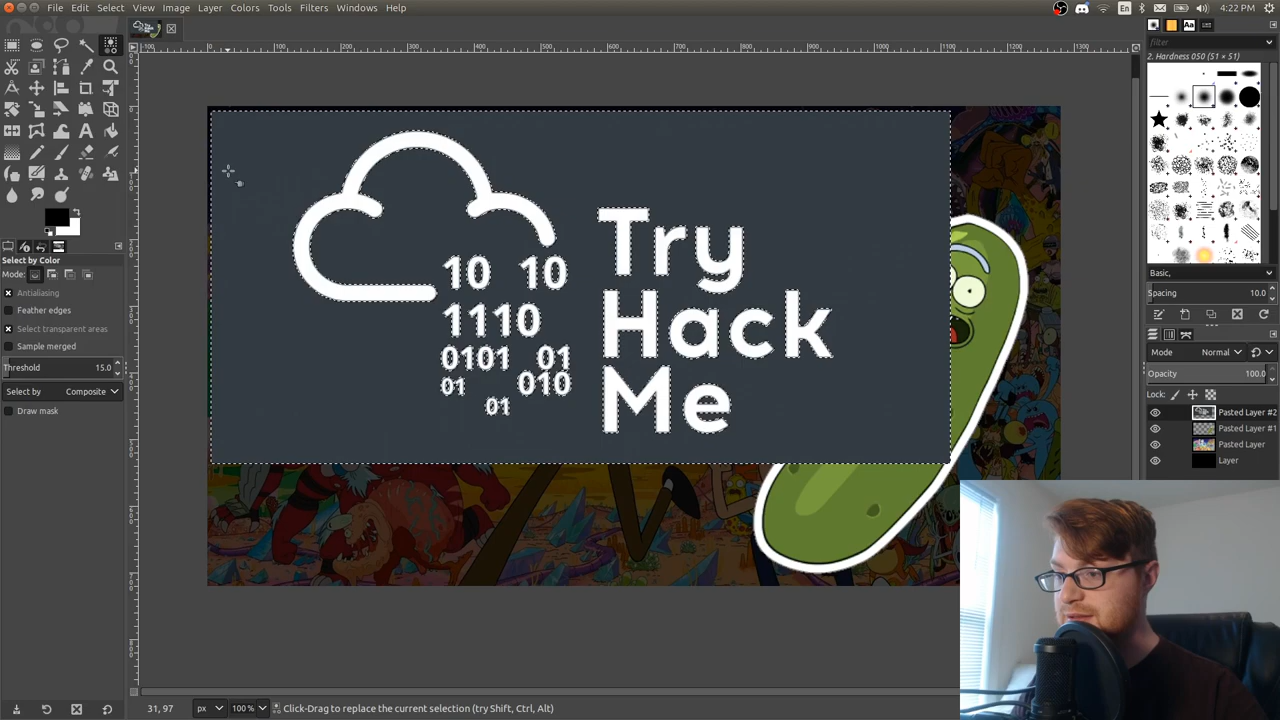 File Edit Select View Image Layer Colors Tools Filters Windows Help
En 4:22 PM
filter
2. Hardness 050 (51 × 51)
Basic,
Spacing 10.0
Mode Normal
Opacity 100.0
Lock:
Pasted Layer #2
Pasted Layer #1
Pasted Layer
Layer
Select by Color
Mode:
Antialiasing
Feather edges
Select transparent areas
Sample merged
Threshold 15.0
Select by Composite
Draw mask
Try
Hack
Me
10 10
1110
0101 01
01 010
01
31, 97 px 100 % Click-Drag to replace the current selection (try Shift, Ctrl, Alt)